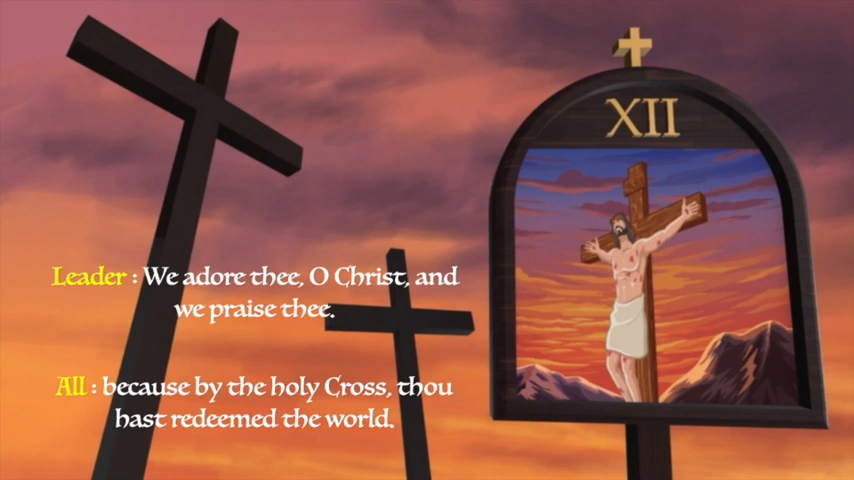 XII
Leader : We adore thee, O Christ, and
we praise thee.
All : because by the holy Cross, thou
hast redeemed the world.